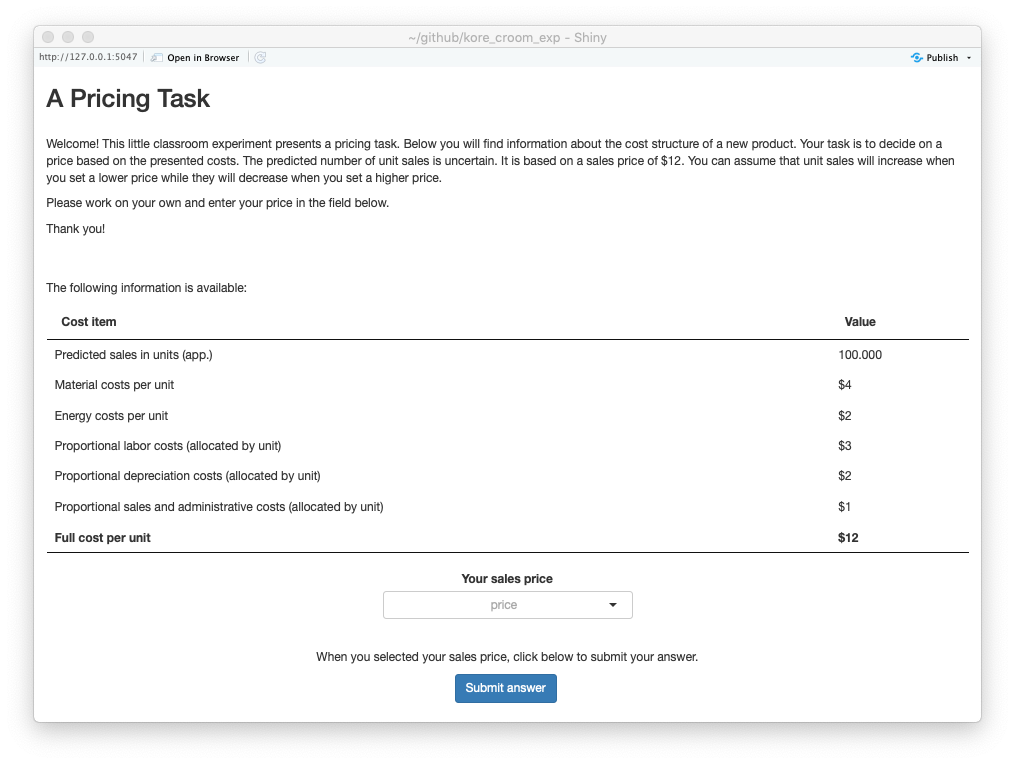 ~/github/kore_croom_exp - Shiny
http://127.0.0.1:5047 Open in Browser Publish
A Pricing Task
Welcome! This little classroom experiment presents a pricing task. Below you will find information about the cost structure of a new product. Your task is to decide on a
price based on the presented costs. The predicted number of unit sales is uncertain. It is based on a sales price of $12. You can assume that unit sales will increase when
you set a lower price while they will decrease when you set a higher price.
Please work on your own and enter your price in the field below.
Thank you!
The following information is available:
Cost item Value
Predicted sales in units (app.) 100.000
Material costs per unit $4
Energy costs per unit $2
Proportional labor costs (allocated by unit) $3
Proportional depreciation costs (allocated by unit) $2
Proportional sales and administrative costs (allocated by unit) $1
Full cost per unit $12
Your sales price
price
When you selected your sales price, click below to submit your answer.
Submit answer